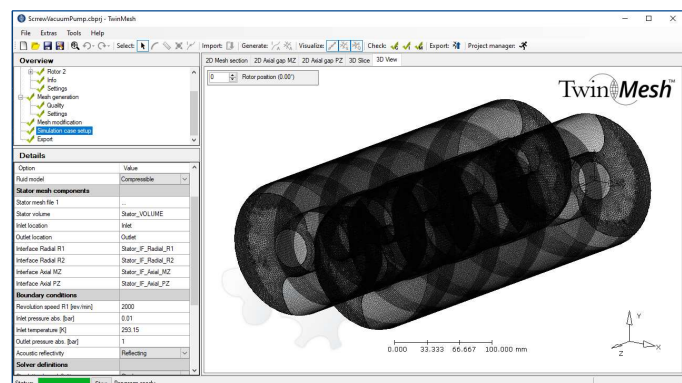 ScrewVacuumPump.cbprj - TwinMesh
File Extras Tools Help
Select: Import: Generate: Visualize: Check: Export: Project manager:
Overview
Rotor 2
Info
Settings
Mesh generation
Quality
Settings
Mesh modification
Simulation case setup
Export
2D Mesh section 2D Axial gap MZ 2D Axial gap PZ 3D Slice 3D View
0 Rotor position (0.00°)
TwinMesh
Details
Option Value
Fluid model Compressible
Stator mesh components
Stator mesh file 1 ...
Stator volume Stator_VOLUME
Inlet location Inlet
Outlet location Outlet
Interface Radial R1 Stator_IF_Radial_R1
Interface Radial R2 Stator_IF_Radial_R2
Interface Axial MZ Stator_IF_Axial_MZ
Interface Axial PZ Stator_IF_Axial_PZ
Boundary conditions
Revolution speed R1 [rev/min] 2000
Inlet pressure abs. [bar] 0.01
Inlet temperature [K] 293.15
Outlet pressure abs. [bar] 1
Acoustic reflectivity Reflecting
Solver definitions
0.000 33.333 66.667 100.000 mm
Y
Z
X
Status: Stop Program ready